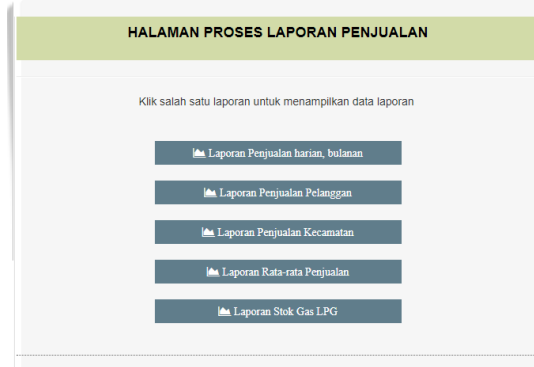 HALAMAN PROSES LAPORAN PENJUALAN
Klik salah satu laporan untuk menampilkan data laporan
Laporan Penjualan harian, bulanan
Laporan Penjualan Pelanggan
Laporan Penjualan Kecamatan
Laporan Rata-rata Penjualan
Laporan Stok Gas LPG